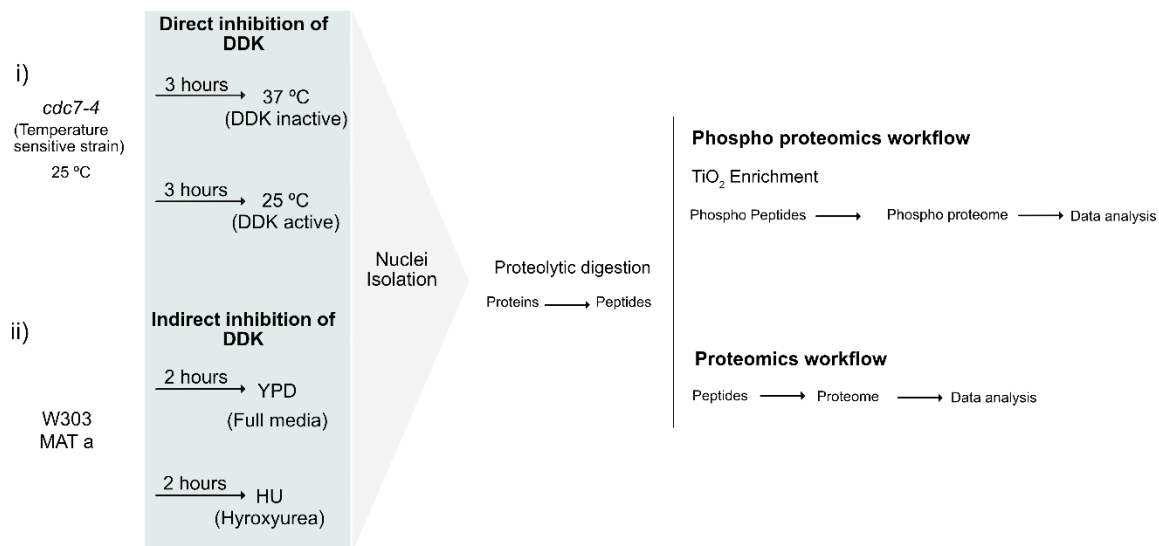 Direct inhibition of
DDK
i)
cdc7-4
(Temperature
sensitive strain)
25 ºC
3 hours
37 ºC
(DDK inactive)
3 hours
25 ºC
(DDK active)
ii)
W303
MAT a
Indirect inhibition of
DDK
2 hours
YPD
(Full media)
2 hours
HU
(Hyroxyurea)
Nuclei
Isolation
Proteolytic digestion
Proteins
Peptides
Phospho proteomics workflow
TiO₂ Enrichment
Phospho Peptides
Phospho proteome
Data analysis
Proteomics workflow
Peptides
Proteome
Data analysis